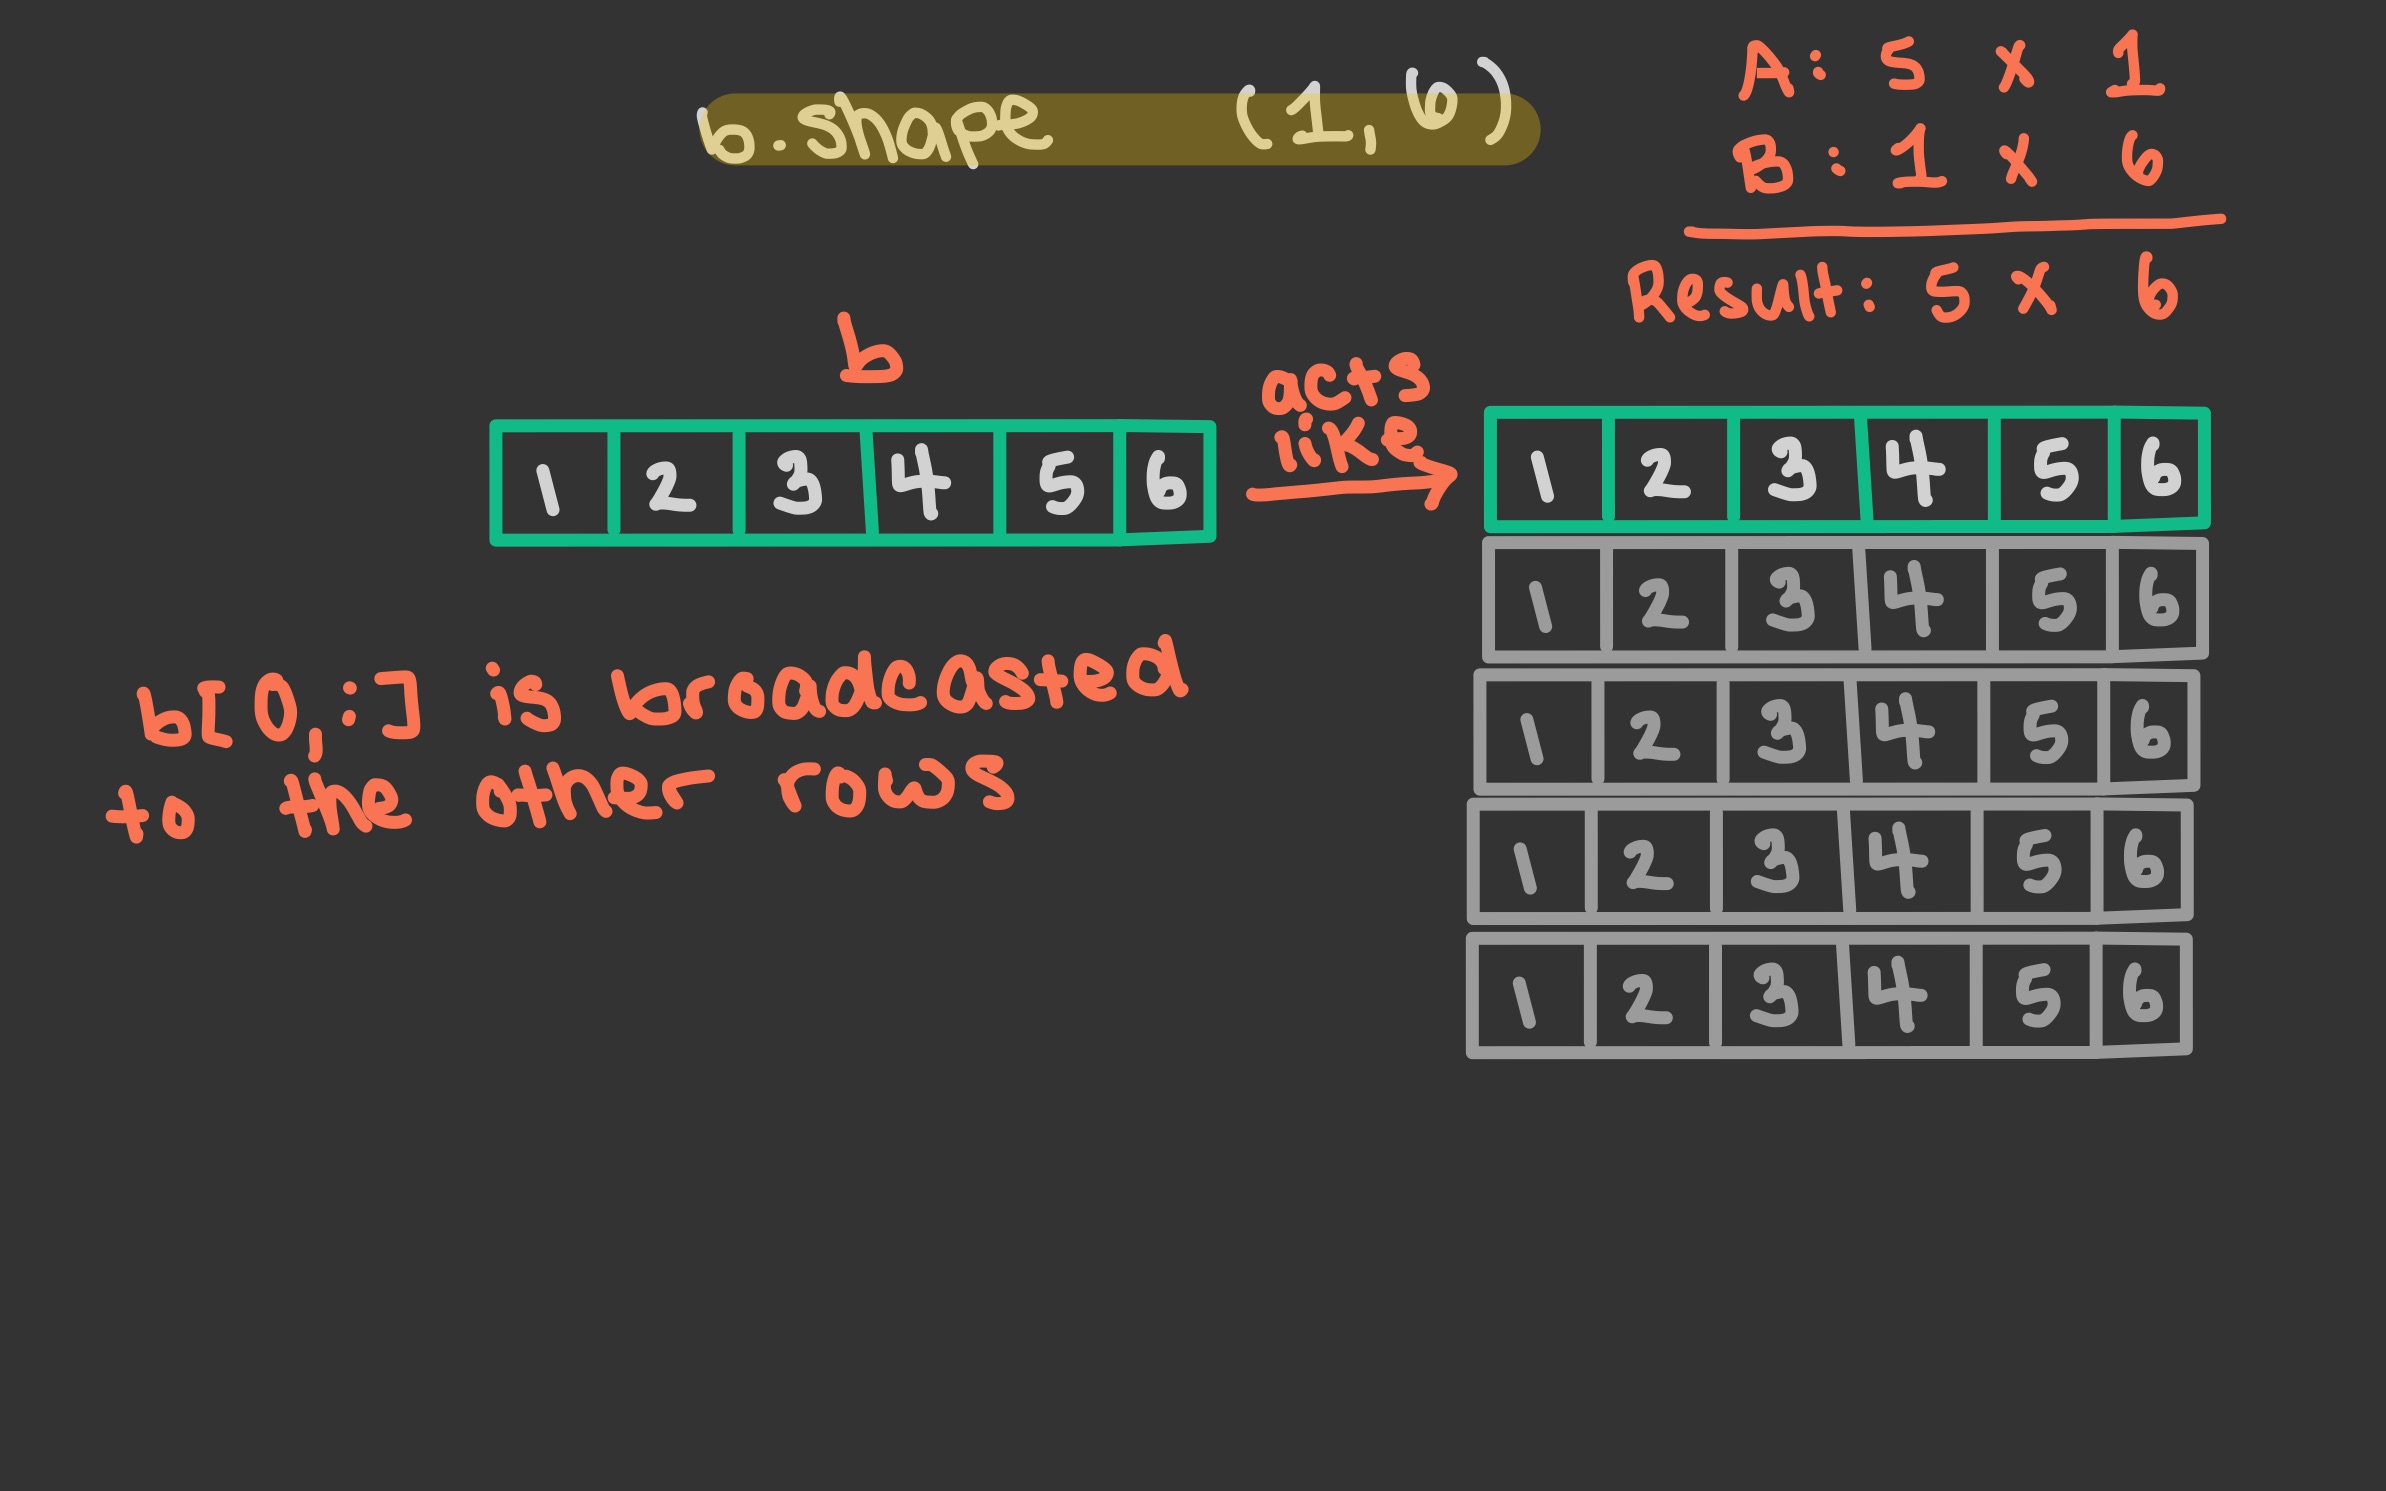 b.shape (1, 6)
A: 5 x 1
B: 1 x 6
Result: 5 x 6
b
acts
like
1 2 3 4 5 6
1 2 3 4 5 6
1 2 3 4 5 6
1 2 3 4 5 6
1 2 3 4 5 6
1 2 3 4 5 6
b[0,:] is broadcasted
to the other rows